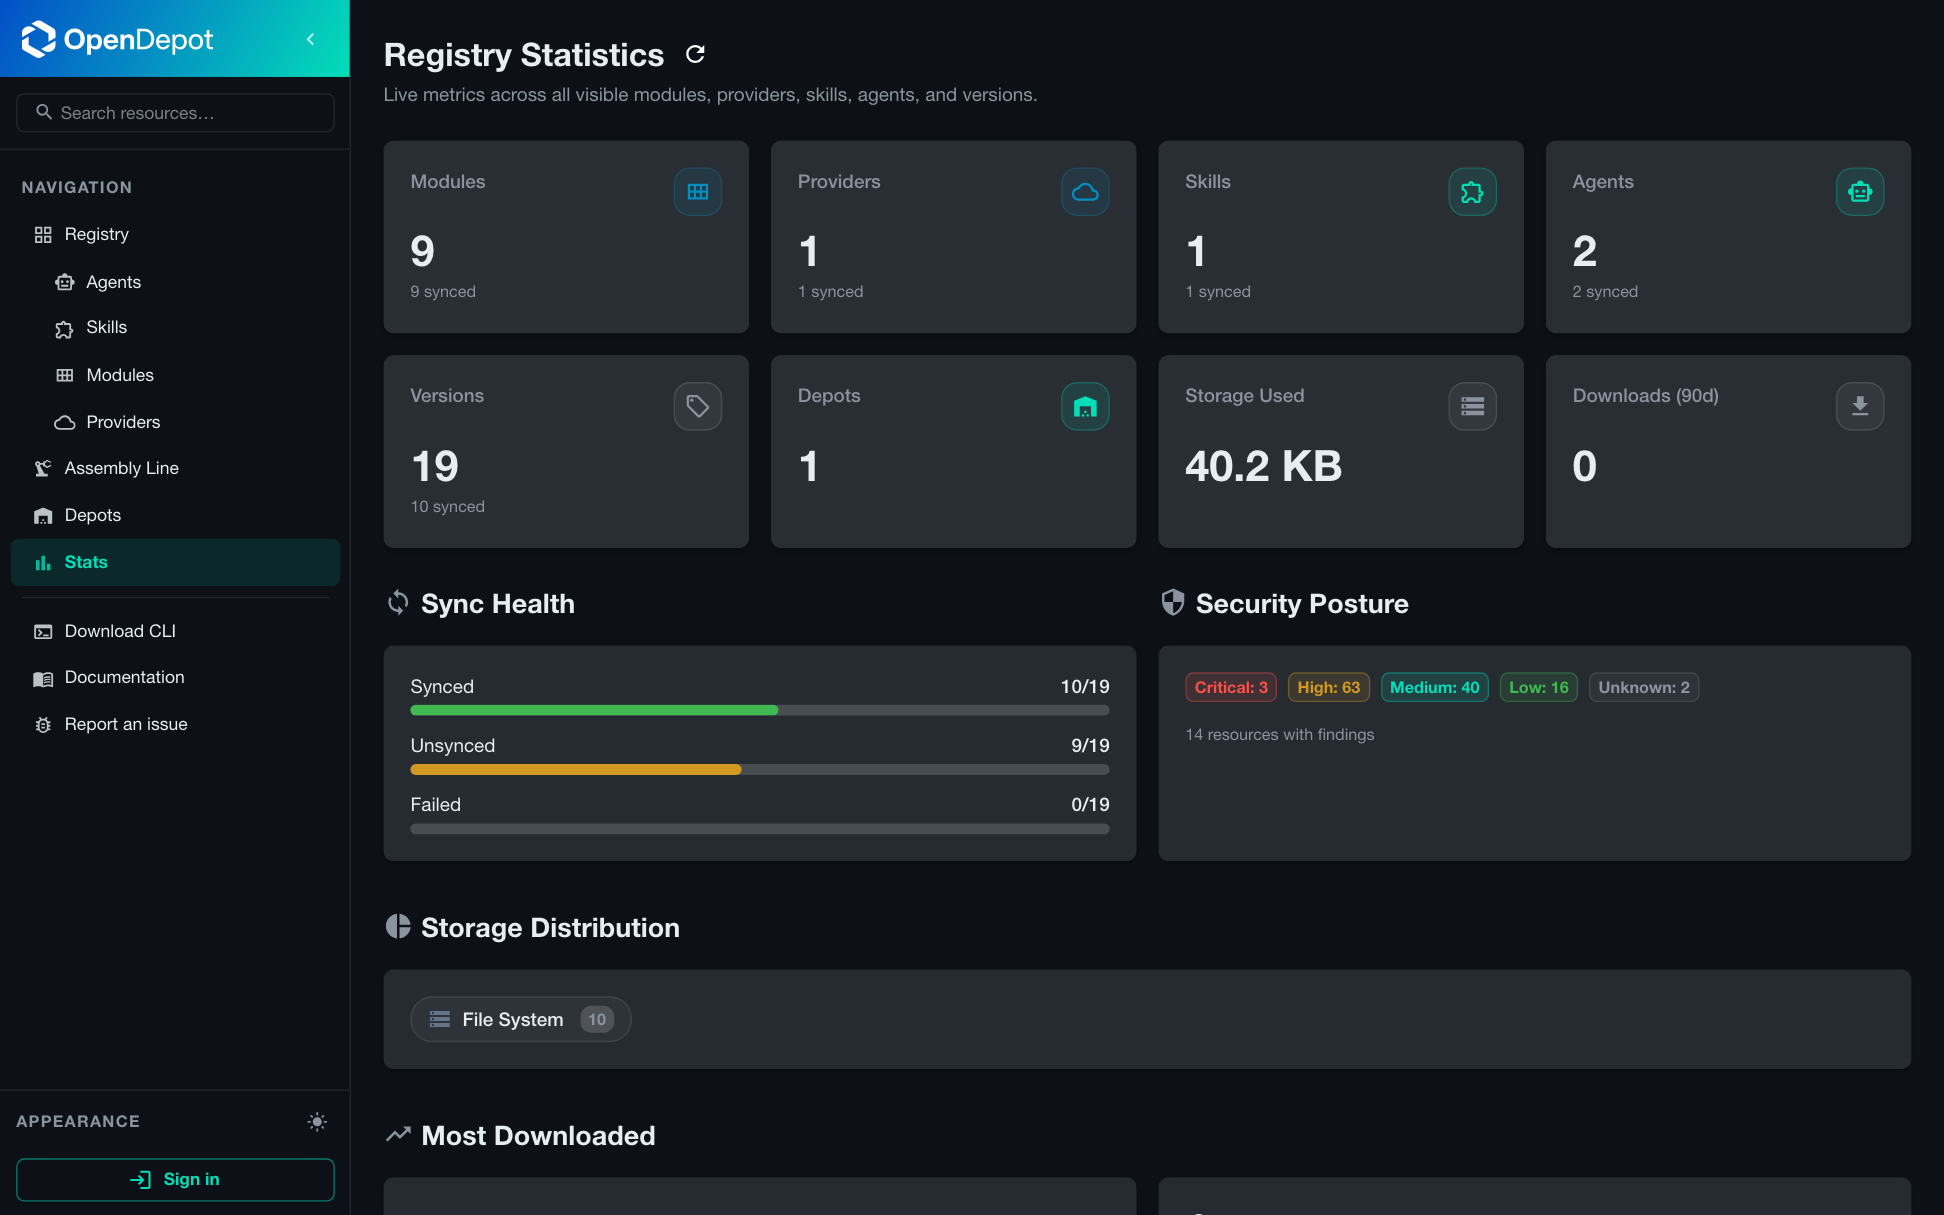 OpenDepot
Search resources…
NAVIGATION
Registry
Agents
Skills
Modules
Providers
Assembly Line
Depots
Stats
Download CLI
Documentation
Report an issue
APPEARANCE
Sign in
Registry Statistics
Live metrics across all visible modules, providers, skills, agents, and versions.
Modules
9
9 synced
Providers
1
1 synced
Skills
1
1 synced
Agents
2
2 synced
Versions
19
10 synced
Depots
1
Storage Used
40.2 KB
Downloads (90d)
0
Sync Health
Synced 10/19
Unsynced 9/19
Failed 0/19
Security Posture
Critical: 3 High: 63 Medium: 40 Low: 16 Unknown: 2
14 resources with findings
Storage Distribution
File System 10
Most Downloaded